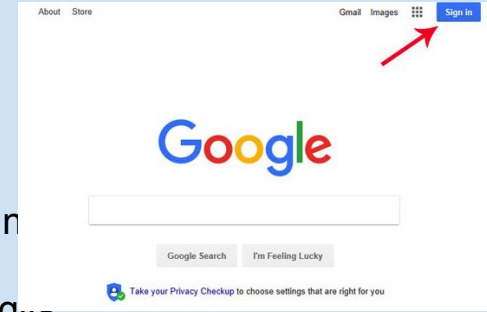 About Store Gmail Images Sign in
Google
Google Search I'm Feeling Lucky
Take your Privacy Checkup to choose settings that are right for you